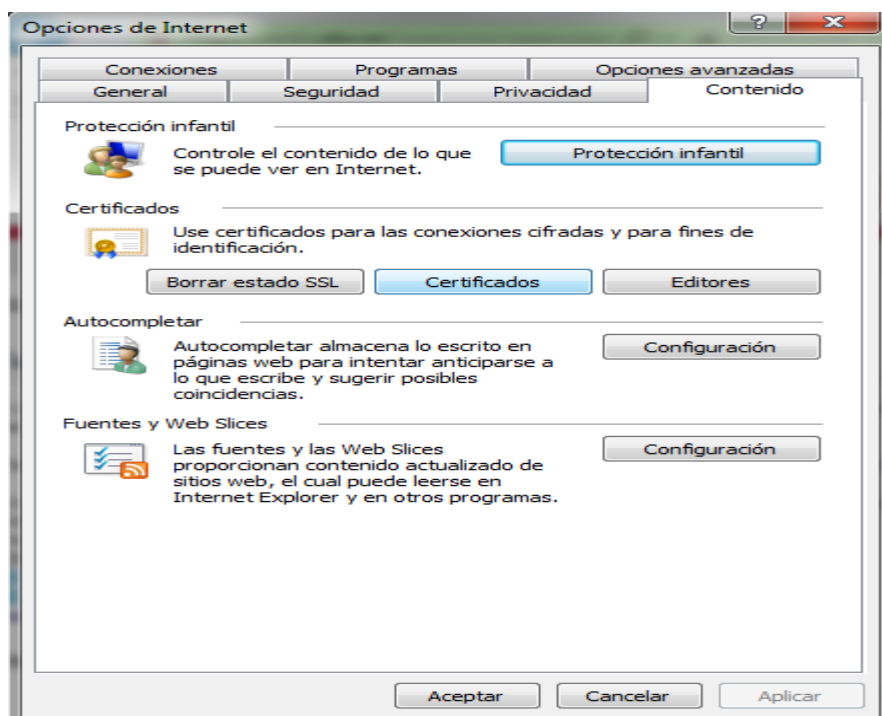 Opciones de Internet
?
Conexiones Programas Opciones avanzadas
General Seguridad Privacidad Contenido
Protección infantil
Controle el contenido de lo que
se puede ver en Internet.
Protección infantil
Certificados
Use certificados para las conexiones cifradas y para fines de
identificación.
Borrar estado SSL Certificados Editores
Autocompletar
Autocompletar almacena lo escrito en
páginas web para intentar anticiparse a
lo que escribe y sugerir posibles
coincidencias.
Configuración
Fuentes y Web Slices
Las fuentes y las Web Slices
proporcionan contenido actualizado de
sitios web, el cual puede leerse en
Internet Explorer y en otros programas.
Configuración
Aceptar Cancelar Aplicar